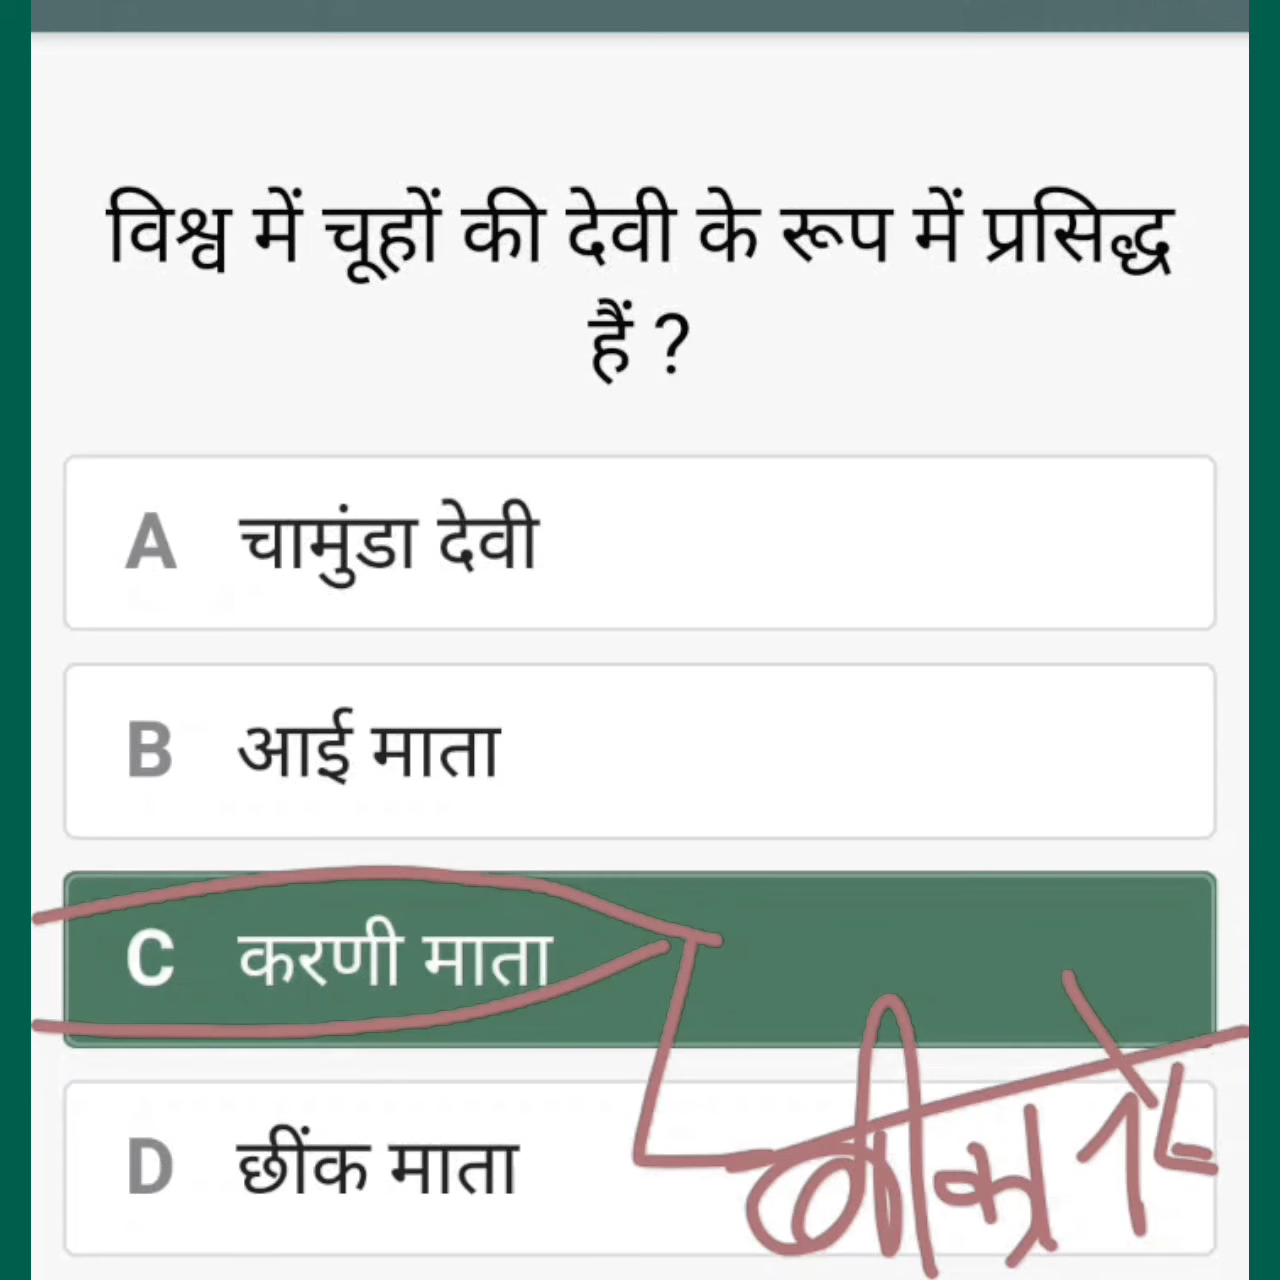 विश्व में चूहों की देवी के रूप में प्रसिद्ध
हैं ?
A चामुंडा देवी
B आई माता
C करणी माता
D छींक माता